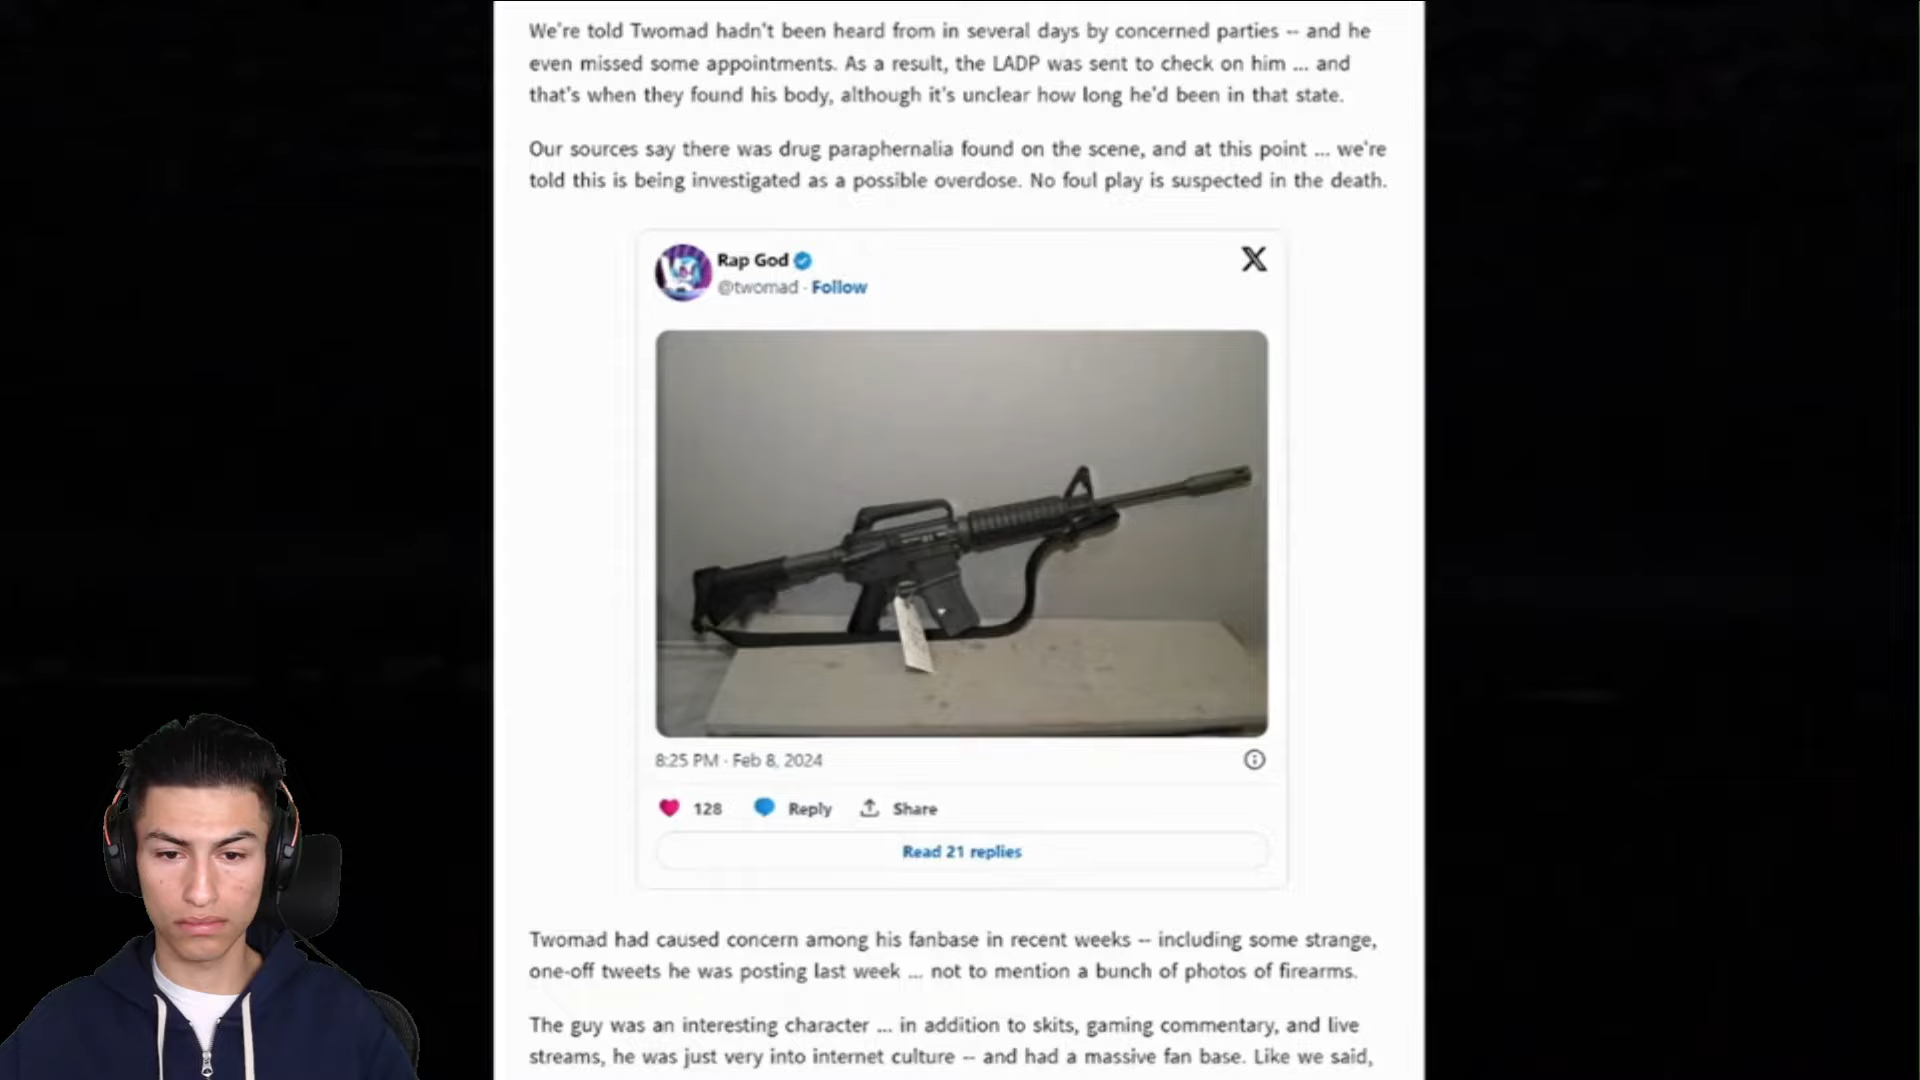 We're told Twomad hadn't been heard from in several days by concerned parties -- and he
even missed some appointments. As a result, the LADP was sent to check on him ... and
that's when they found his body, although it's unclear how long he'd been in that state.
Our sources say there was drug paraphernalia found on the scene, and at this point ... we're
told this is being investigated as a possible overdose. No foul play is suspected in the death.
Rap God
@twomad · Follow
8:25 PM · Feb 8, 2024
128 Reply Share
Read 21 replies
Twomad had caused concern among his fanbase in recent weeks -- including some strange,
one-off tweets he was posting last week ... not to mention a bunch of photos of firearms.
The guy was an interesting character ... in addition to skits, gaming commentary, and live
streams, he was just very into internet culture -- and had a massive fan base. Like we said,